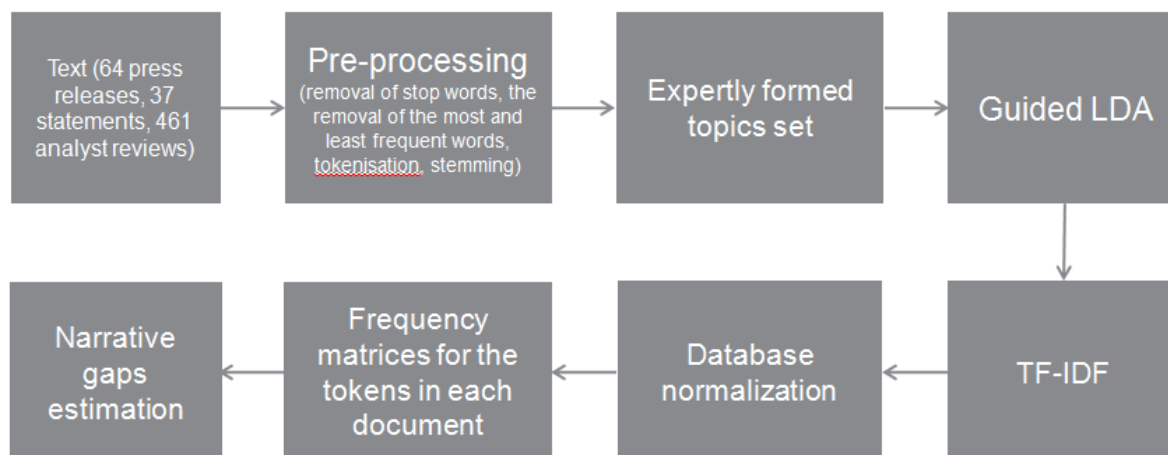 Text (64 press
releases, 37
statements, 461
analyst reviews)
Pre-processing
(removal of stop words, the
removal of the most and
least frequent words,
tokenisation, stemming)
Expertly formed
topics set
Guided LDA
TF-IDF
Database
normalization
Frequency
matrices for the
tokens in each
document
Narrative
gaps
estimation